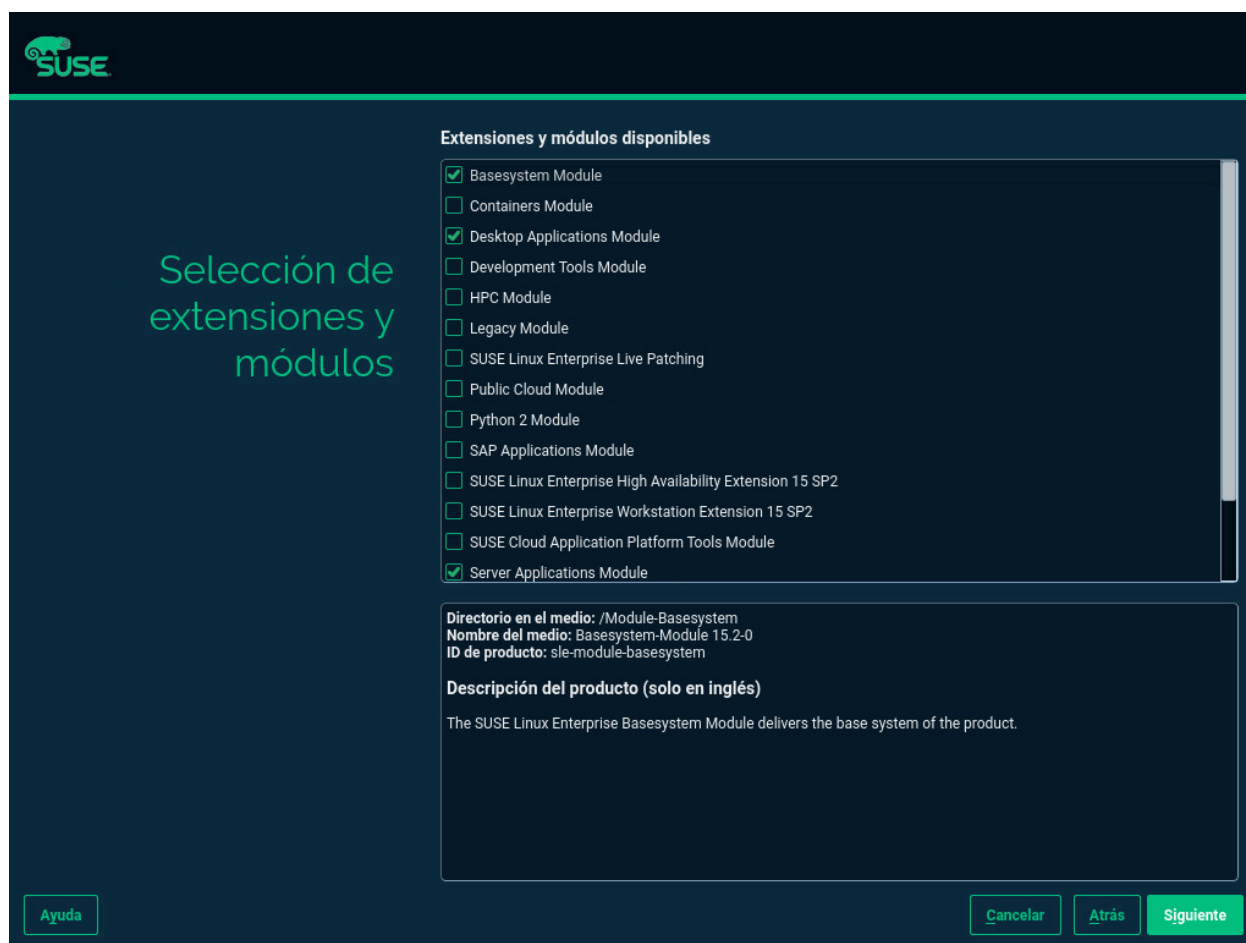 SUSE
Extensiones y módulos disponibles
Basesystem Module
Containers Module
Desktop Applications Module
Development Tools Module
HPC Module
Legacy Module
SUSE Linux Enterprise Live Patching
Public Cloud Module
Python 2 Module
SAP Applications Module
SUSE Linux Enterprise High Availability Extension 15 SP2
SUSE Linux Enterprise Workstation Extension 15 SP2
SUSE Cloud Application Platform Tools Module
Server Applications Module
Selección de
extensiones y
módulos
Directorio en el medio: /Module-Basesystem
Nombre del medio: Basesystem-Module 15.2-0
ID de producto: sle-module-basesystem
Descripción del producto (solo en inglés)
The SUSE Linux Enterprise Basesystem Module delivers the base system of the product.
Ayuda
Cancelar
Atrás
Siguiente